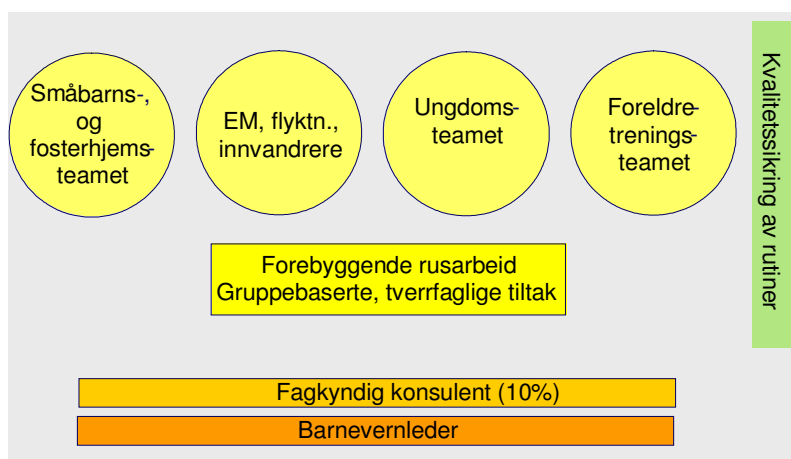 Småbarns-,
og
fosterhjems-
teamet
EM, flyktn.,
innvandrere
Ungdoms-
teamet
Foreldre-
trenings-
teamet
Kvalitetssikring av rutiner
Forebyggende rusarbeid
Gruppebaserte, tverrfaglige tiltak
Fagkyndig konsulent (10%)
Barnevernleder